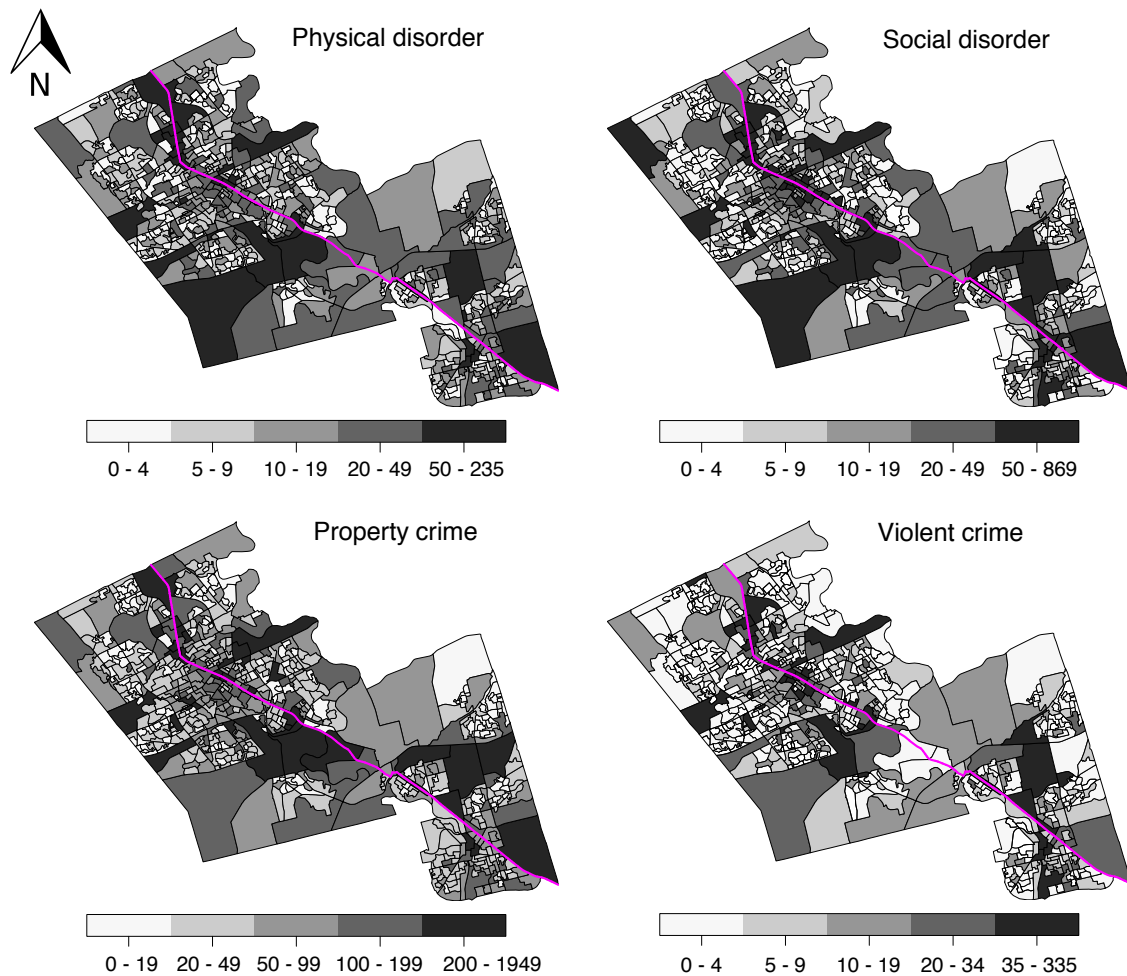 Physical disorder
Social disorder
N
0 - 4 5 - 9 10 - 19 20 - 49 50 - 235
0 - 4 5 - 9 10 - 19 20 - 49 50 - 869
Property crime
Violent crime
0 - 19 20 - 49 50 - 99 100 - 199 200 - 1949
0 - 4 5 - 9 10 - 19 20 - 34 35 - 335